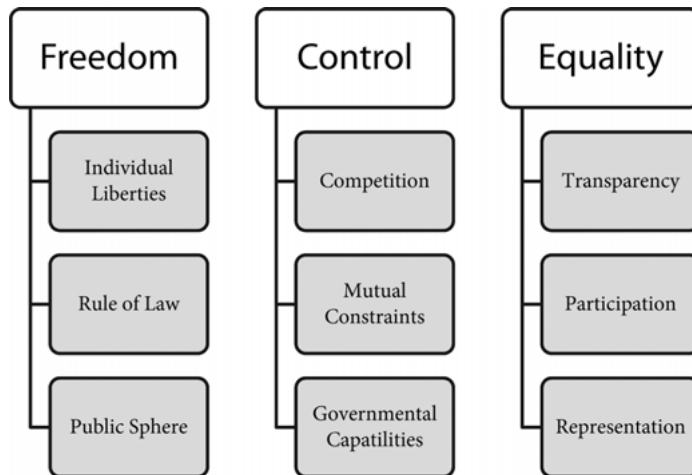 Freedom
Individual
Liberties
Rule of Law
Public Sphere
Control
Competition
Mutual
Constraints
Governmental
Capatilities
Equality
Transparency
Participation
Representation